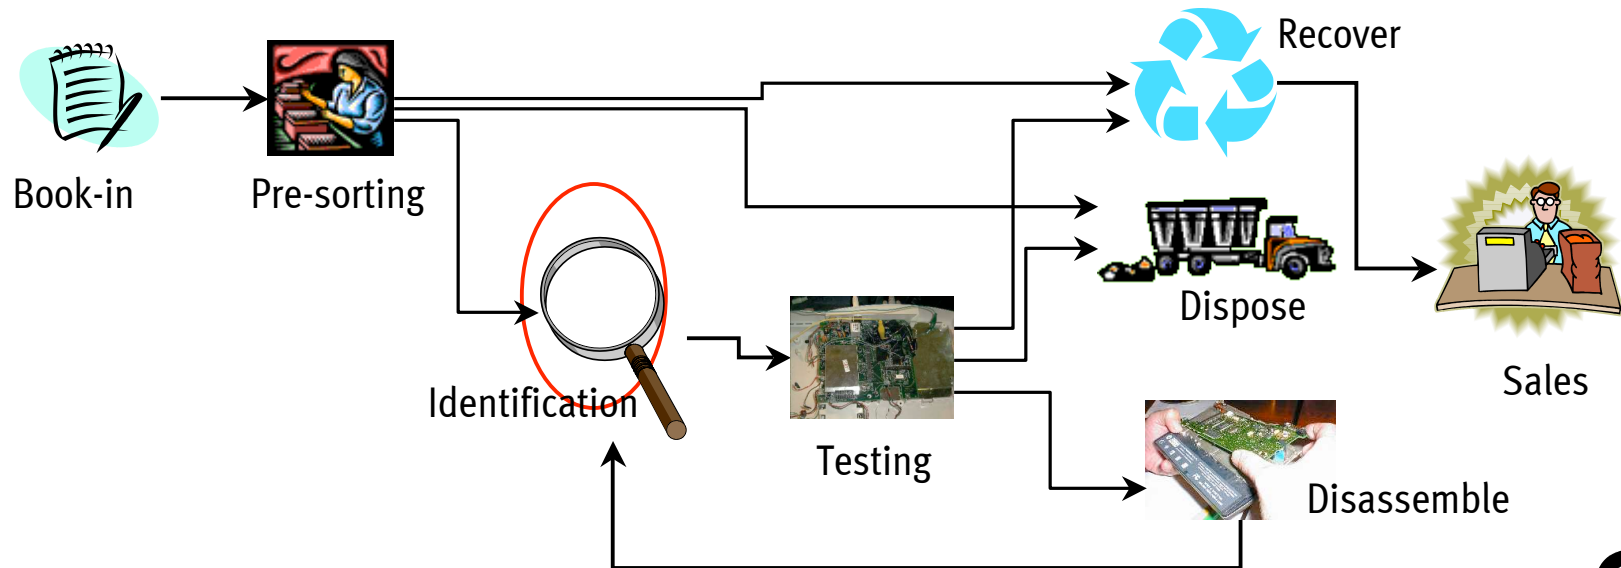 Recover
Book-in
Pre-sorting
Dispose
Identification
Sales
Testing
Disassemble